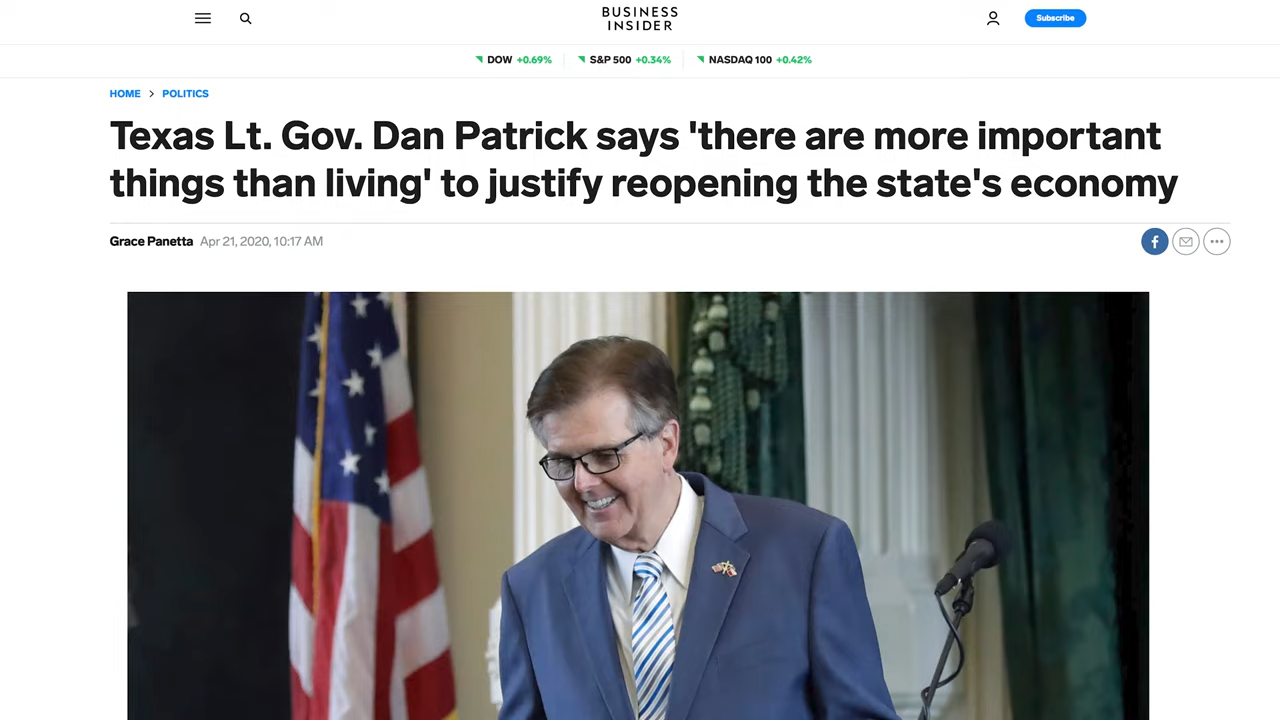 BUSINESS
INSIDER
Subscribe
DOW +0.69% S&P 500 +0.34% NASDAQ 100 +0.42%
HOME > POLITICS
Texas Lt. Gov. Dan Patrick says 'there are more important
things than living' to justify reopening the state's economy
Grace Panetta Apr 21, 2020, 10:17 AM